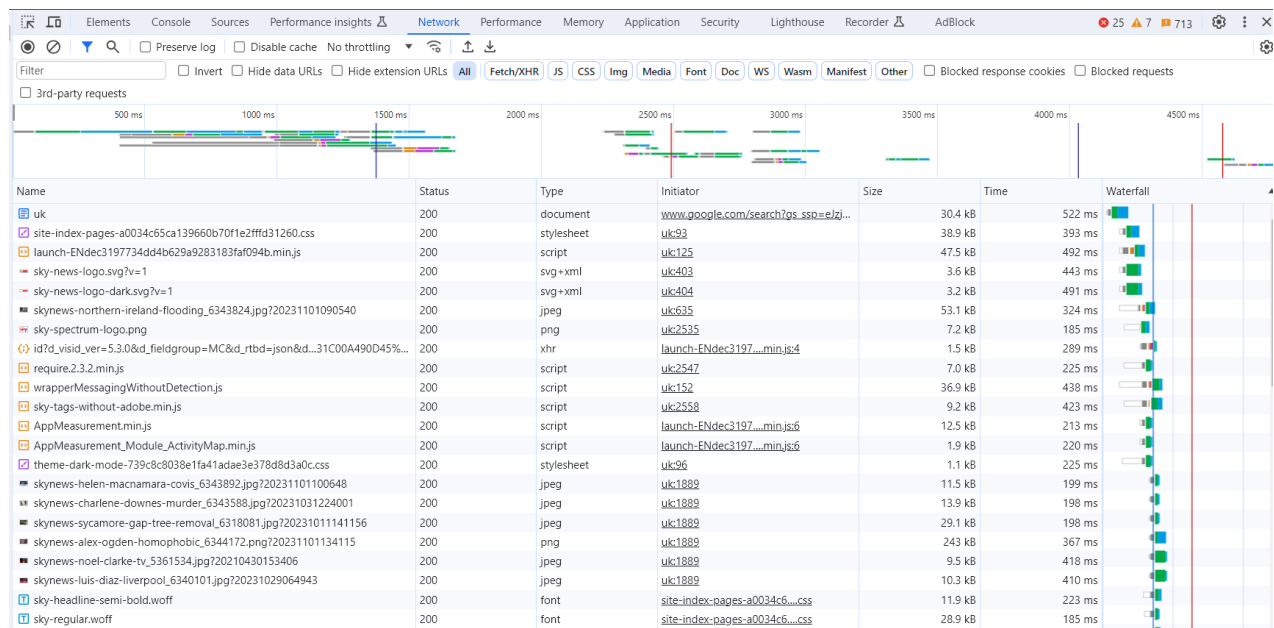 Elements Console Sources Performance insights Network Performance Memory Application Security Lighthouse Recorder AdBlock 25 7 713
Preserve log Disable cache No throttling
Filter Invert Hide data URLs Hide extension URLs All Fetch/XHR JS CSS Img Media Font Doc WS Wasm Manifest Other Blocked response cookies Blocked requests
3rd-party requests
500 ms 1000 ms 1500 ms 2000 ms 2500 ms 3000 ms 3500 ms 4000 ms 4500 ms
Name Status Type Initiator Size Time Waterfall
uk 200 document www.google.com/search?gs_ssp=eJzj... 30.4 kB 522 ms
site-index-pages-a0034c65ca139660b70f1e2fffd31260.css 200 stylesheet uk:93 38.9 kB 393 ms
launch-ENdec3197734dd4b629a9283183faf094b.min.js 200 script uk:125 47.5 kB 492 ms
sky-news-logo.svg?v=1 200 svg+xml uk:403 3.6 kB 443 ms
sky-news-logo-dark.svg?v=1 200 svg+xml uk:404 3.2 kB 491 ms
skynews-northern-ireland-flooding_6343824.jpg?20231101090540 200 jpeg uk:635 53.1 kB 324 ms
sky-spectrum-logo.png 200 png uk:2535 7.2 kB 185 ms
id?d_visid_ver=5.3.0&d_fieldgroup=MC&d_rtbd=json&d...31C00A490D45%... 200 xhr launch-ENdec3197....min.js:4 1.5 kB 289 ms
require.2.3.2.min.js 200 script uk:2547 7.0 kB 225 ms
wrapperMessagingWithoutDetection.js 200 script uk:152 36.9 kB 438 ms
sky-tags-without-adobe.min.js 200 script uk:2558 9.2 kB 423 ms
AppMeasurement.min.js 200 script launch-ENdec3197....min.js:6 12.5 kB 213 ms
AppMeasurement_Module_ActivityMap.min.js 200 script launch-ENdec3197....min.js:6 1.9 kB 220 ms
theme-dark-mode-739c8c8038e1fa41adae3e378d8d3a0c.css 200 stylesheet uk:96 1.1 kB 225 ms
skynews-helen-macnamara-covis_6343892.jpg?20231101100648 200 jpeg uk:1889 11.5 kB 199 ms
skynews-charlene-downes-murder_6343588.jpg?20231031224001 200 jpeg uk:1889 13.9 kB 198 ms
skynews-sycamore-gap-tree-removal_6318081.jpg?20231011141156 200 jpeg uk:1889 29.1 kB 198 ms
skynews-alex-ogden-homophobic_6344172.png?20231101134115 200 png uk:1889 243 kB 367 ms
skynews-noel-clarke-tv_5361534.jpg?20210430153406 200 jpeg uk:1889 9.5 kB 418 ms
skynews-luis-diaz-liverpool_6340101.jpg?20231029064943 200 jpeg uk:1889 10.3 kB 410 ms
sky-headline-semi-bold.woff 200 font site-index-pages-a0034c6....css 11.9 kB 223 ms
sky-regular.woff 200 font site-index-pages-a0034c6....css 28.9 kB 185 ms